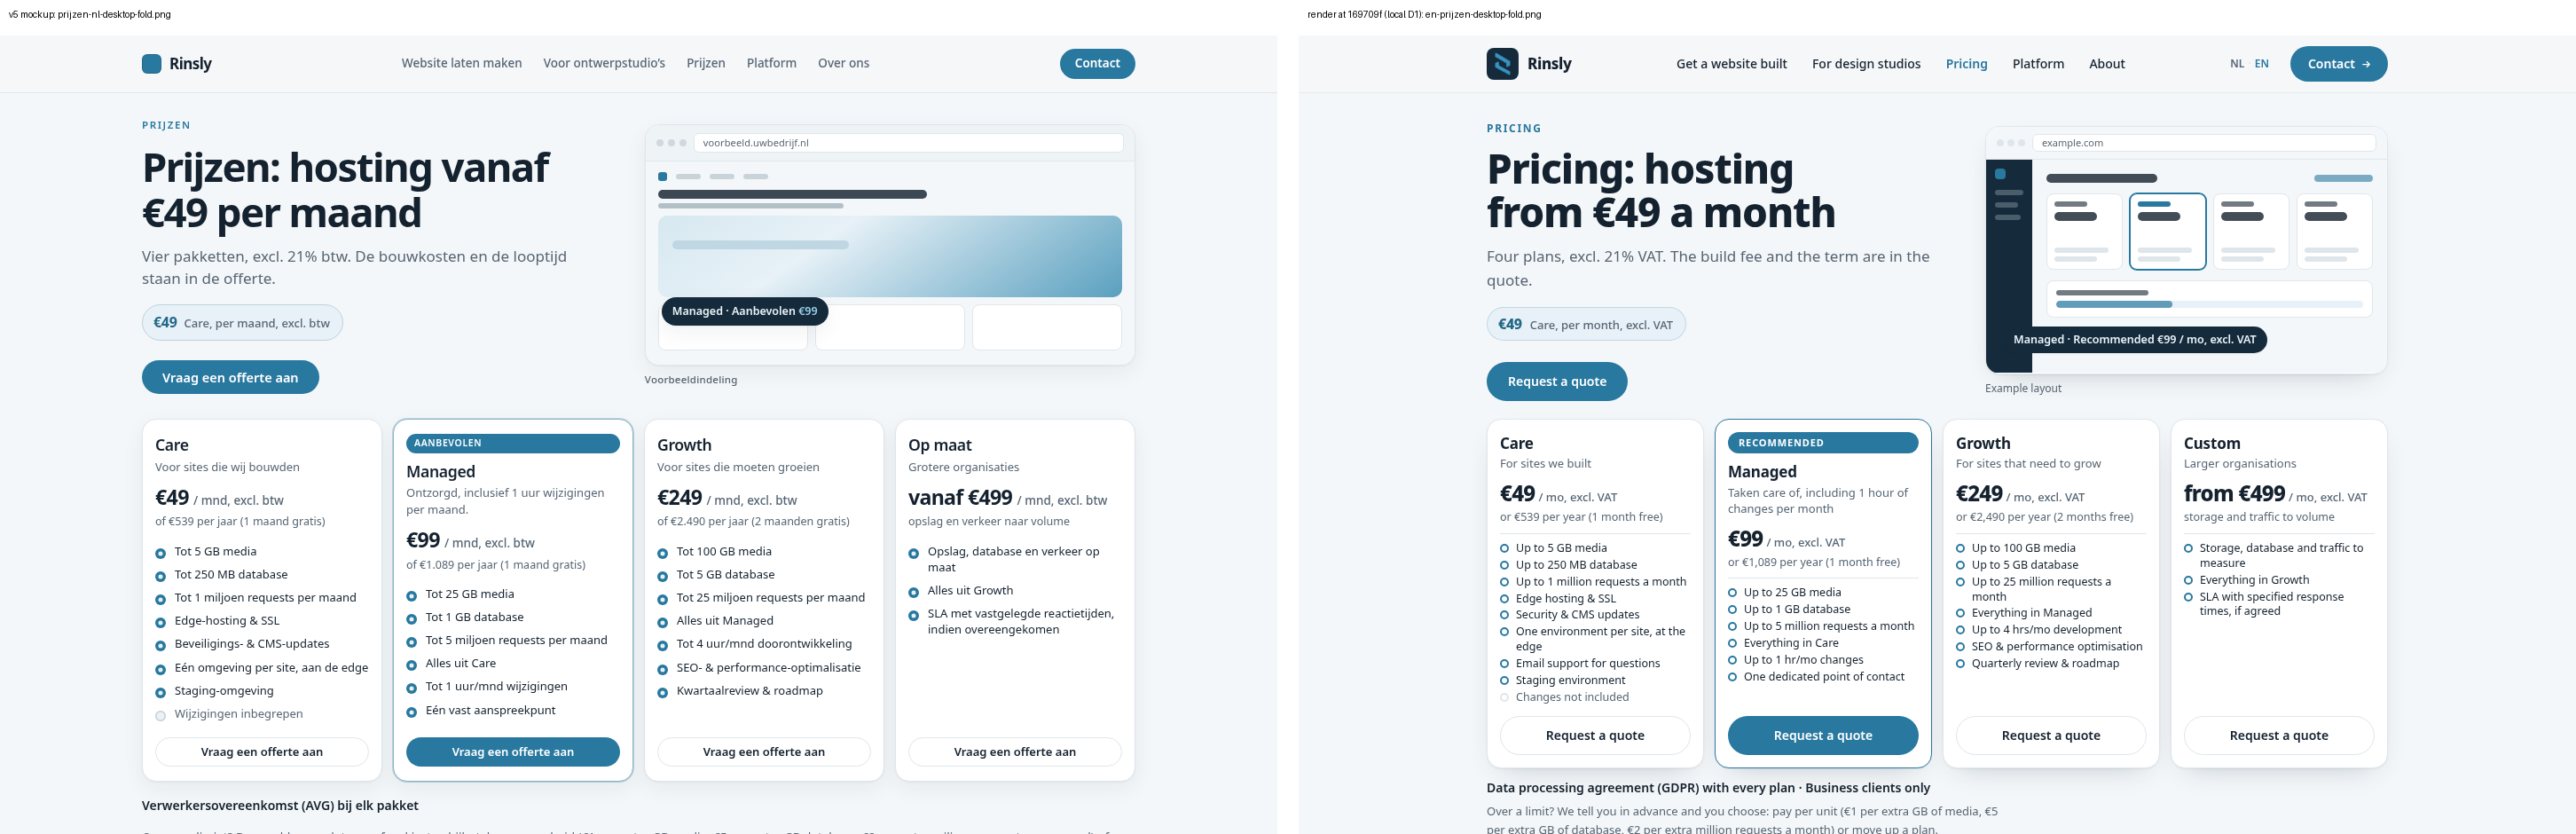 v5 mockup: prijzen-nl-desktop-fold.png
Rinsly
Website laten maken
Voor ontwerpstudio's
Prijzen
Platform
Over ons
Contact
PRIJZEN
Prijzen: hosting vanaf
€49 per maand
Vier pakketten, excl. 21% btw. De bouwkosten en de looptijd
staan in de offerte.
€49 Care, per maand, excl. btw
Vraag een offerte aan
voorbeeld.uwbedrijf.nl
Managed · Aanbevolen €99
Voorbeeldindeling
Care
Voor sites die wij bouwden
€49 / mnd, excl. btw
of €539 per jaar (1 maand gratis)
Tot 5 GB media
Tot 250 MB database
Tot 1 miljoen requests per maand
Edge-hosting & SSL
Beveiligings- & CMS-updates
Eén omgeving per site, aan de edge
Staging-omgeving
Wijzigingen inbegrepen
Vraag een offerte aan
AANBEVOLEN
Managed
Ontzorgd, inclusief 1 uur wijzigingen
per maand.
€99 / mnd, excl. btw
of €1.089 per jaar (1 maand gratis)
Tot 25 GB media
Tot 1 GB database
Tot 5 miljoen requests per maand
Alles uit Care
Tot 1 uur/mnd wijzigingen
Eén vast aanspreekpunt
Vraag een offerte aan
Growth
Voor sites die moeten groeien
€249 / mnd, excl. btw
of €2.490 per jaar (2 maanden gratis)
Tot 100 GB media
Tot 5 GB database
Tot 25 miljoen requests per maand
Alles uit Managed
Tot 4 uur/mnd doorontwikkeling
SEO- & performance-optimalisatie
Kwartaalreview & roadmap
Vraag een offerte aan
Op maat
Grotere organisaties
vanaf €499 / mnd, excl. btw
opslag en verkeer naar volume
Opslag, database en verkeer op
maat
Alles uit Growth
SLA met vastgelegde reactietijden,
indien overeengekomen
Vraag een offerte aan
Verwerkersovereenkomst (AVG) bij elk pakket
render at 169709f (local D1): en-prijzen-desktop-fold.png
Rinsly
Get a website built
For design studios
Pricing
Platform
About
NL EN
Contact →
PRICING
Pricing: hosting
from €49 a month
Four plans, excl. 21% VAT. The build fee and the term are in the
quote.
€49 Care, per month, excl. VAT
Request a quote
example.com
Managed · Recommended €99 / mo, excl. VAT
Example layout
Care
For sites we built
€49 / mo, excl. VAT
or €539 per year (1 month free)
Up to 5 GB media
Up to 250 MB database
Up to 1 million requests a month
Edge hosting & SSL
Security & CMS updates
One environment per site, at the
edge
Email support for questions
Staging environment
Changes not included
Request a quote
RECOMMENDED
Managed
Taken care of, including 1 hour of
changes per month
€99 / mo, excl. VAT
or €1,089 per year (1 month free)
Up to 25 GB media
Up to 1 GB database
Up to 5 million requests a month
Everything in Care
Up to 1 hr/mo changes
One dedicated point of contact
Request a quote
Growth
For sites that need to grow
€249 / mo, excl. VAT
or €2,490 per year (2 months free)
Up to 100 GB media
Up to 5 GB database
Up to 25 million requests a
month
Everything in Managed
Up to 4 hrs/mo development
SEO & performance optimisation
Quarterly review & roadmap
Request a quote
Custom
Larger organisations
from €499 / mo, excl. VAT
storage and traffic to volume
Storage, database and traffic to
measure
Everything in Growth
SLA with specified response
times, if agreed
Request a quote
Data processing agreement (GDPR) with every plan · Business clients only
Over a limit? We tell you in advance and you choose: pay per unit (€1 per extra GB of media, €5
per extra GB of database, €2 per extra million requests a month) or move up a plan.